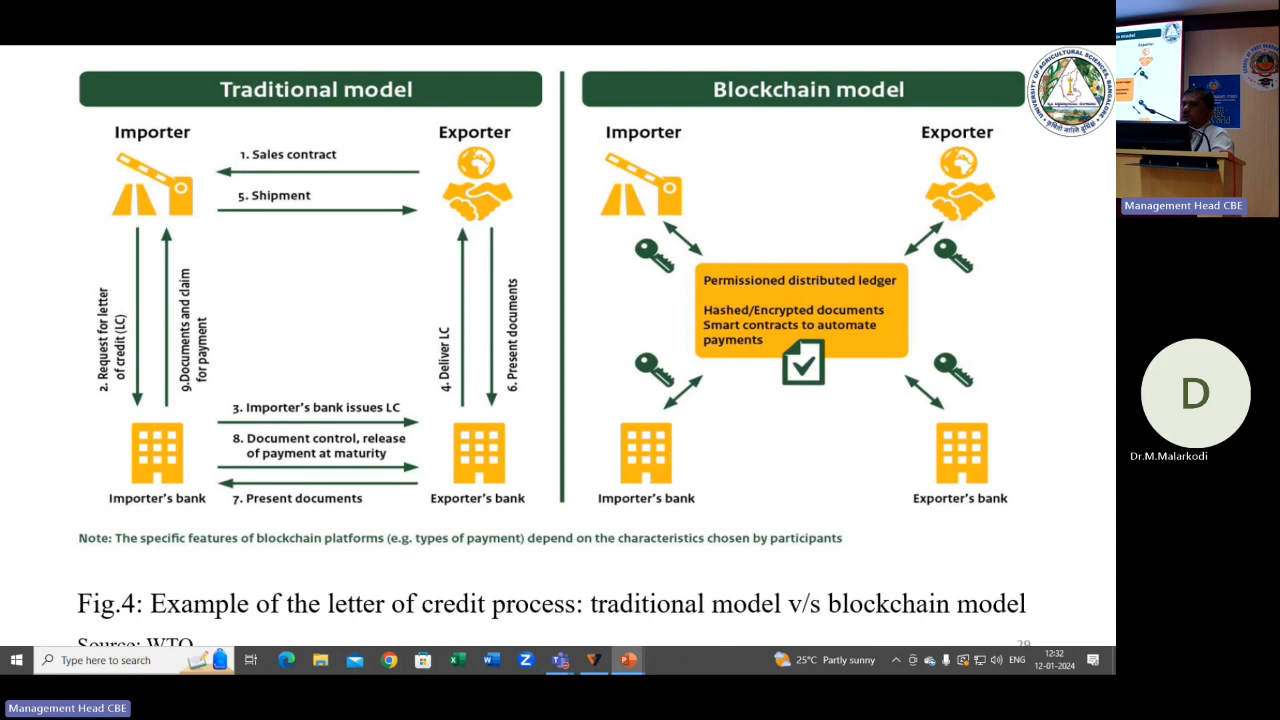 Traditional model
Blockchain model
Importer
Exporter
Importer
Exporter
1. Sales contract
5. Shipment
2. Request for letter
of credit (LC)
9.Documents and claim
for payment
4. Deliver LC
6. Present documents
Permissioned distributed ledger
Hashed/Encrypted documents
Smart contracts to automate
payments
3. Importer's bank issues LC
8. Document control, release
of payment at maturity
7. Present documents
Importer's bank
Exporter's bank
Importer's bank
Exporter's bank
Note: The specific features of blockchain platforms (e.g. types of payment) depend on the characteristics chosen by participants
Fig.4: Example of the letter of credit process: traditional model v/s blockchain model
Source: WTO
29
UNIVERSITY OF AGRICULTURAL SCIENCES, BANGALORE
Management Head CBE
D
Dr.M.Malarkodi
Type here to search
25°C Partly sunny
ENG
12:32
12-01-2024
Management Head CBE